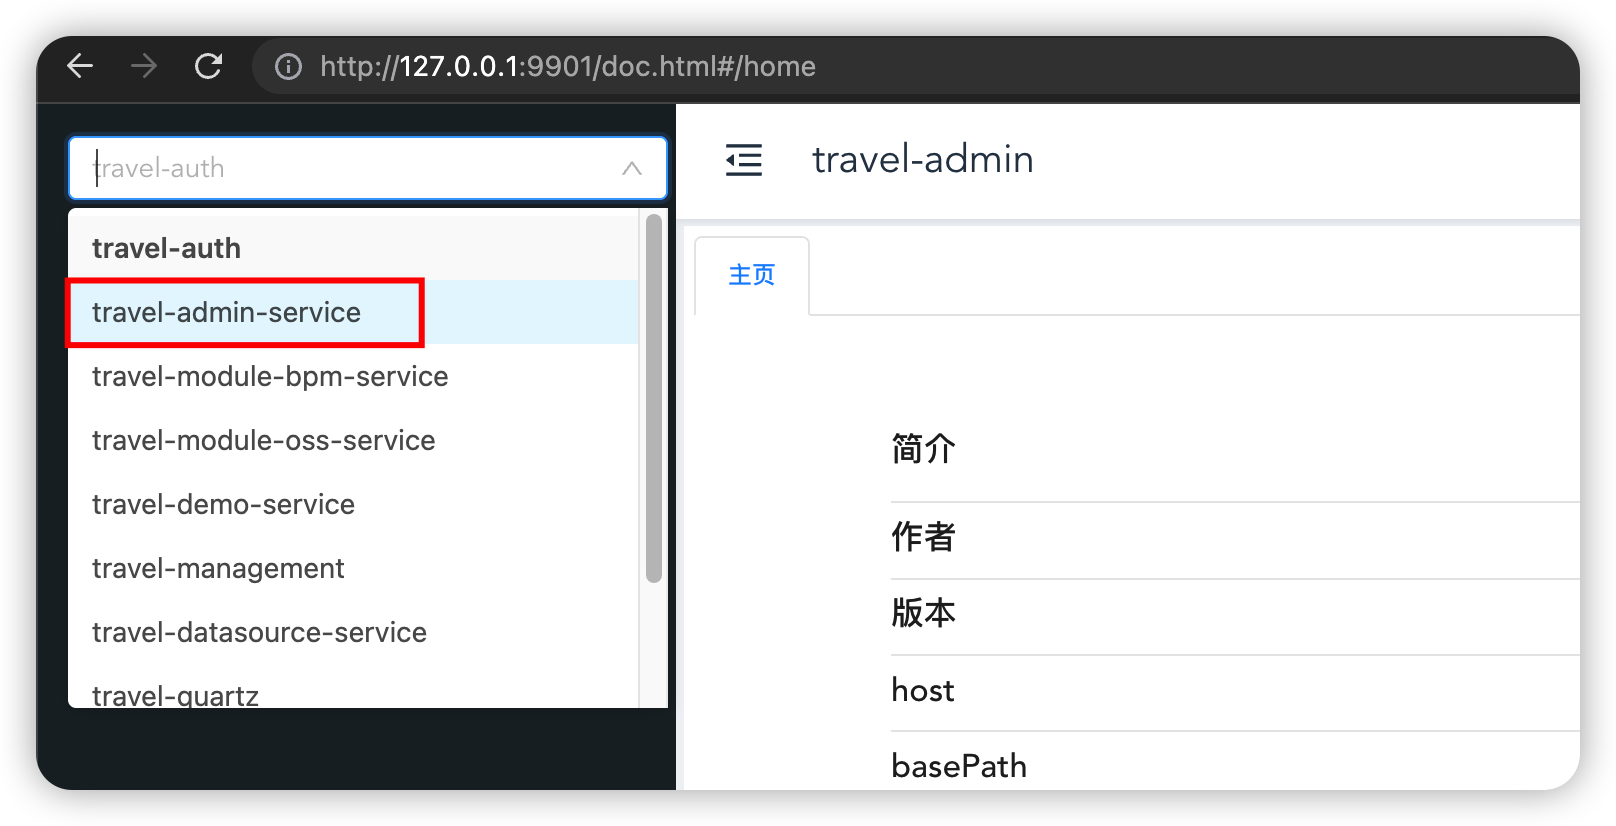 http://127.0.0.1:9901/doc.html#/home
travel-auth
travel-auth
travel-admin-service
travel-module-bpm-service
travel-module-oss-service
travel-demo-service
travel-management
travel-datasource-service
travel-quartz
travel-admin
主页
简介
作者
版本
host
basePath